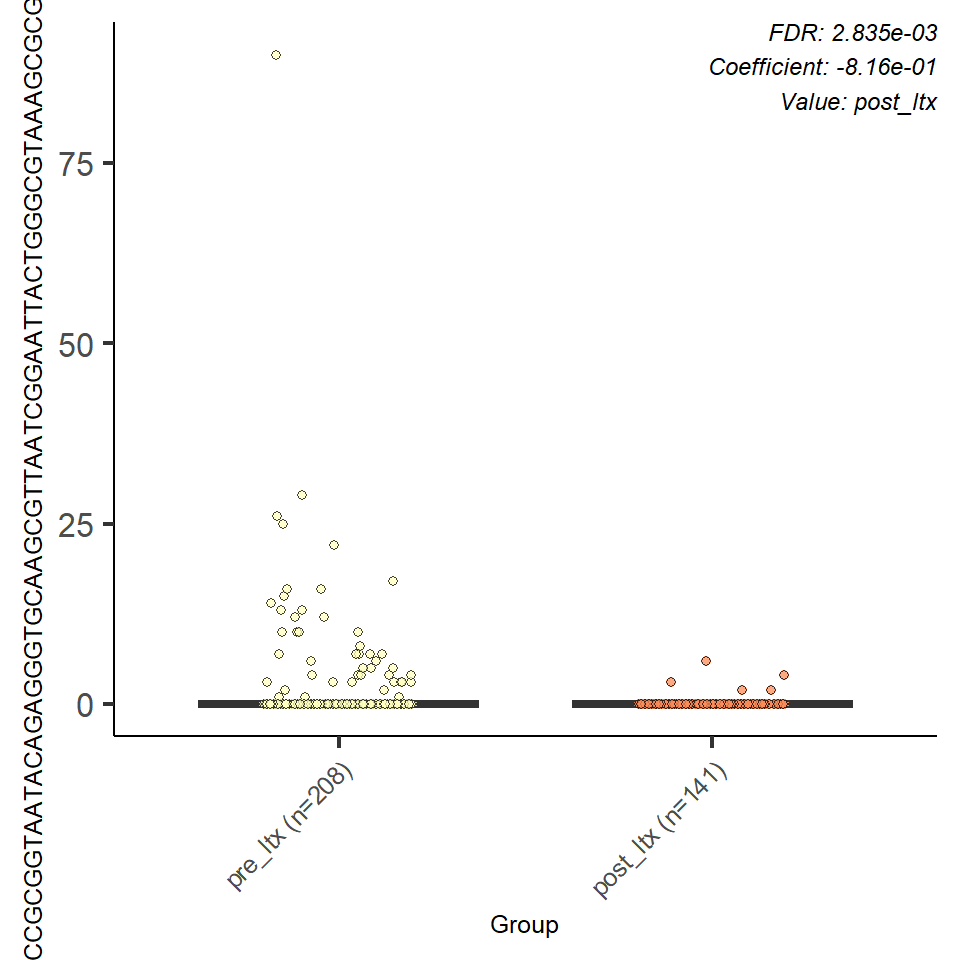 FDR: 2.835e-03
Coefficient: -8.16e-01
Value: post_ltx
CCGCGGTAATACAGAGGGTGCAAGCGTTAATCGGAATTACTGGGCGTAAAGCGCG
75
50
25
0
pre_ltx (n=208)
post_ltx (n=141)
Group